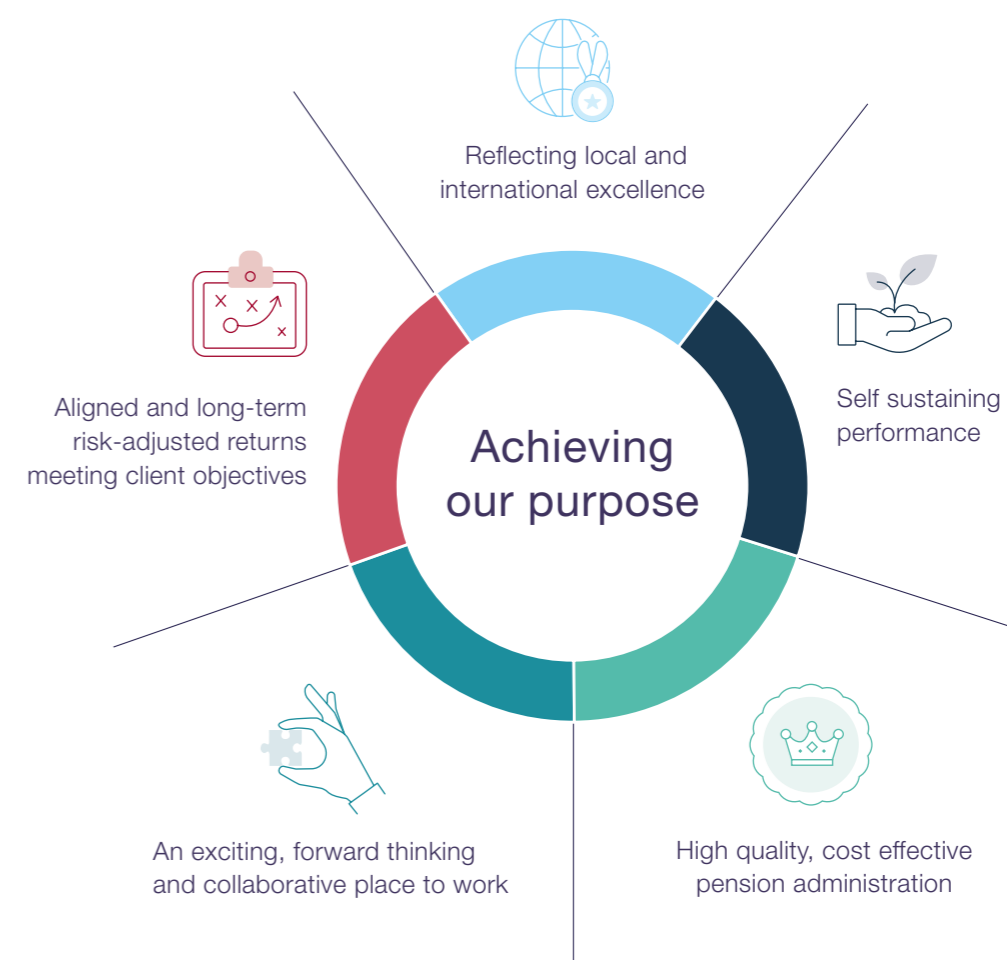 Reflecting local and
international excellence
Self sustaining
performance
Aligned and long-term
risk-adjusted returns
meeting client objectives
Achieving
our purpose
An exciting, forward thinking
and collaborative place to work
High quality, cost effective
pension administration